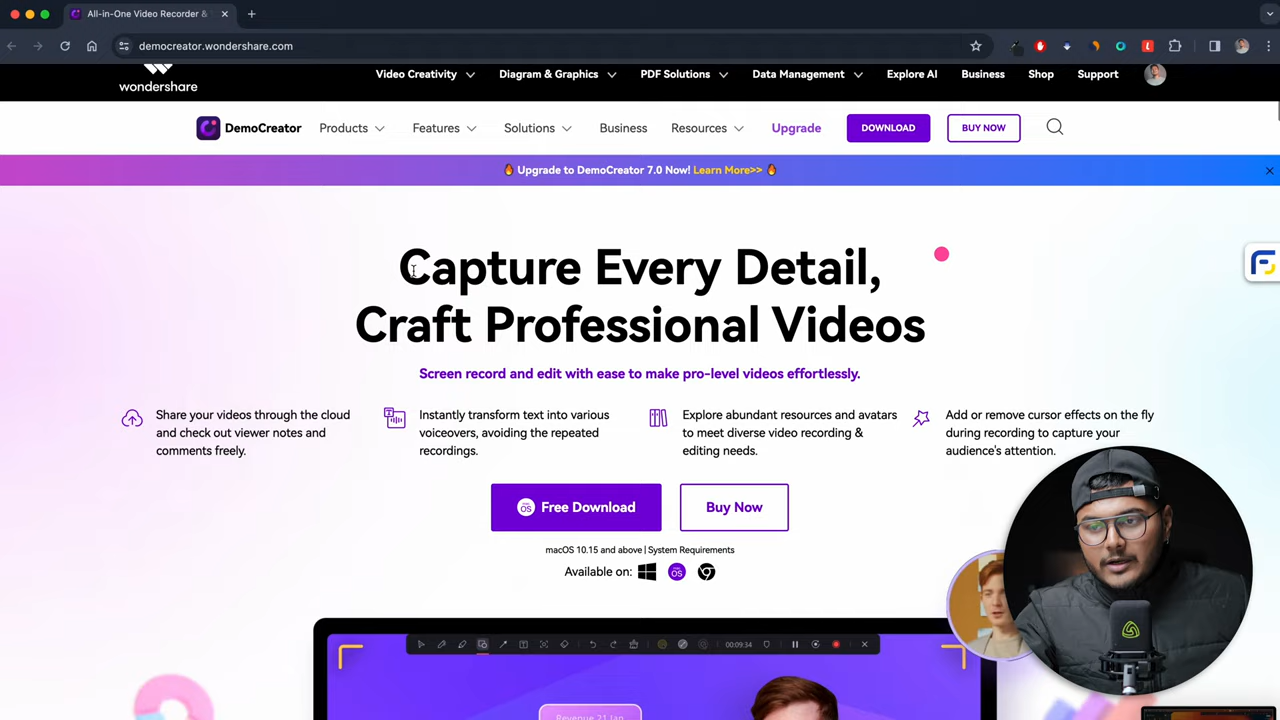 All-in-One Video Recorder &
democreator.wondershare.com
wondershare
Video Creativity
Diagram & Graphics
PDF Solutions
Data Management
Explore AI
Business
Shop
Support
DemoCreator
Products
Features
Solutions
Business
Resources
Upgrade
DOWNLOAD
BUY NOW
Upgrade to DemoCreator 7.0 Now! Learn More>>
Capture Every Detail,
Craft Professional Videos
Screen record and edit with ease to make pro-level videos effortlessly.
Share your videos through the cloud
and check out viewer notes and
comments freely.
Instantly transform text into various
voiceovers, avoiding the repeated
recordings.
Explore abundant resources and avatars
to meet diverse video recording &
editing needs.
Add or remove cursor effects on the fly
during recording to capture your
audience's attention.
Free Download
Buy Now
macOS 10.15 and above | System Requirements
Available on:
00:09:34
Revenue 21 Jan